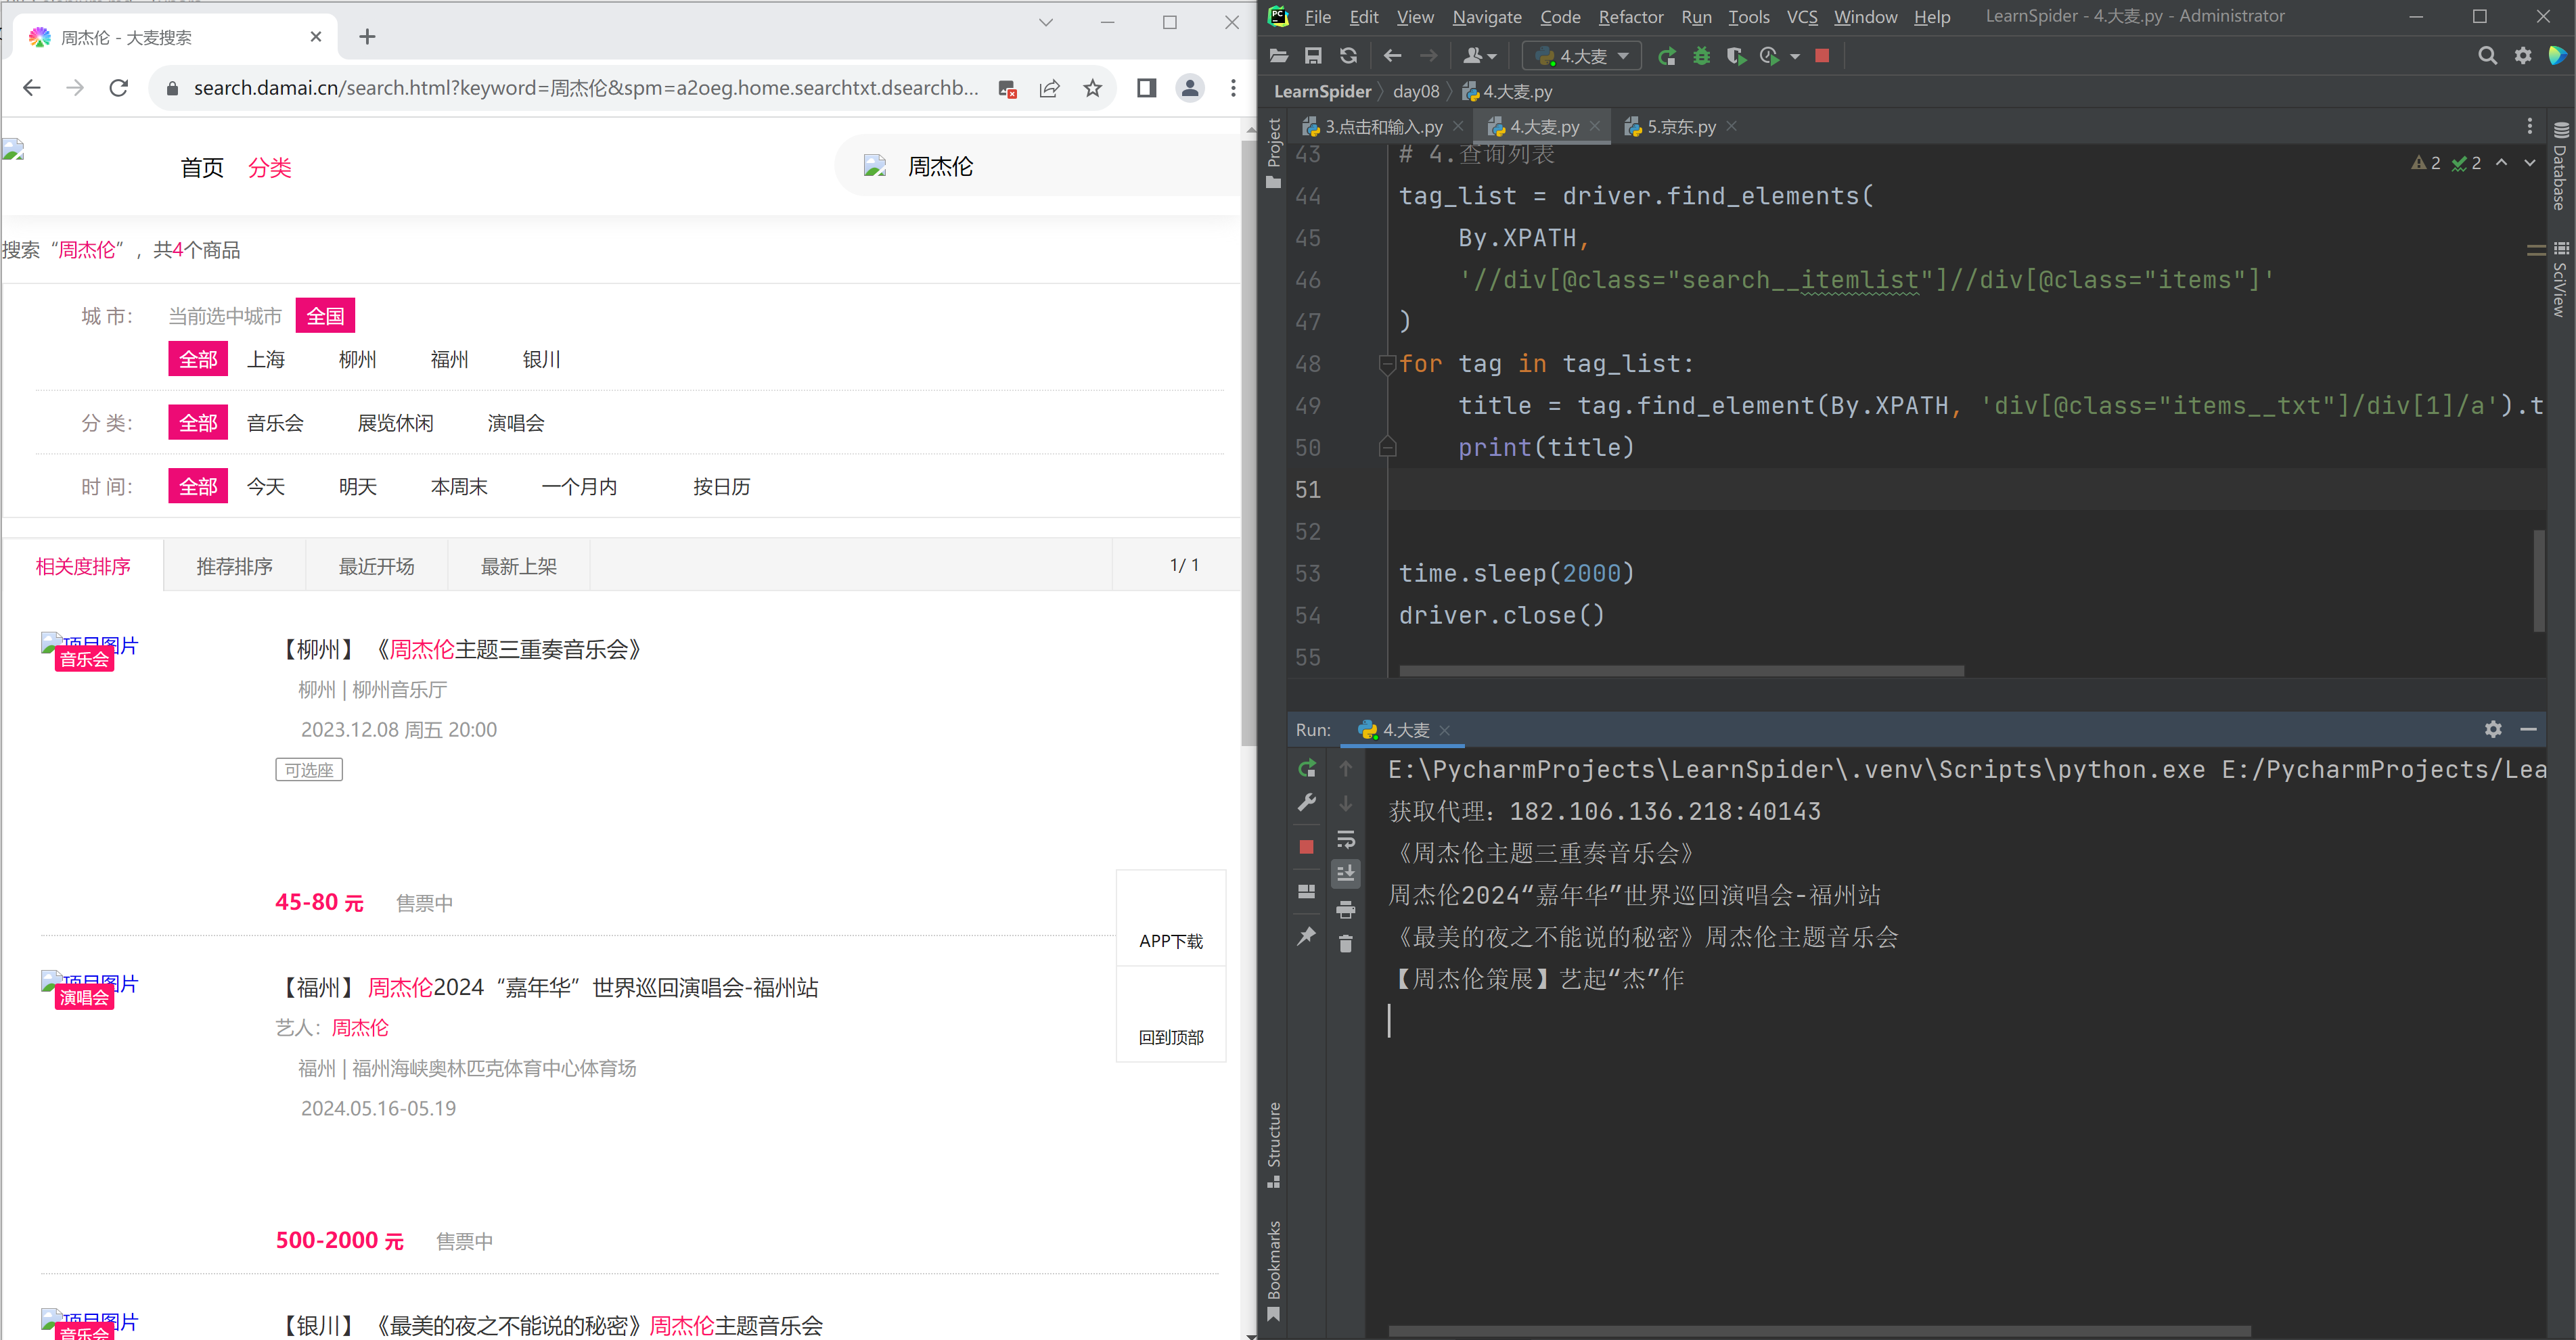 周杰伦 - 大麦搜索
search.damai.cn/search.html?keyword=周杰伦&spm=a2oeg.home.searchtxt.dsearchb...
首页 分类
周杰伦
搜索“周杰伦”，共4个商品
城 市： 当前选中城市 全国
全部 上海 柳州 福州 银川
分 类： 全部 音乐会 展览休闲 演唱会
时 间： 全部 今天 明天 本周末 一个月内 按日历
相关度排序 推荐排序 最近开场 最新上架 1/ 1
项目图片
音乐会
【柳州】《周杰伦主题三重奏音乐会》
柳州 | 柳州音乐厅
2023.12.08 周五 20:00
可选座
45-80 元 售票中
项目图片
演唱会
【福州】周杰伦2024“嘉年华”世界巡回演唱会-福州站
艺人：周杰伦
福州 | 福州海峡奥林匹克体育中心体育场
2024.05.16-05.19
500-2000 元 售票中
项目图片
音乐会
【银川】《最美的夜之不能说的秘密》周杰伦主题音乐会
APP下载
回到顶部
File Edit View Navigate Code Refactor Run Tools VCS Window Help LearnSpider - 4.大麦.py - Administrator
4.大麦
LearnSpider day08 4.大麦.py
3.点击和输入.py 4.大麦.py 5.京东.py
Project
Database
SciView
2 2
43 # 4.查询列表
44 tag_list = driver.find_elements(
45 By.XPATH,
46 '//div[@class="search__itemlist"]//div[@class="items"]'
47 )
48 for tag in tag_list:
49 title = tag.find_element(By.XPATH, 'div[@class="items__txt"]/div[1]/a').t
50 print(title)
51
52
53 time.sleep(2000)
54 driver.close()
55
Run: 4.大麦
E:\PycharmProjects\LearnSpider\.venv\Scripts\python.exe E:/PycharmProjects/Lea
获取代理：182.106.136.218:40143
《周杰伦主题三重奏音乐会》
周杰伦2024“嘉年华”世界巡回演唱会-福州站
《最美的夜之不能说的秘密》周杰伦主题音乐会
【周杰伦策展】艺起“杰”作
Structure
Bookmarks